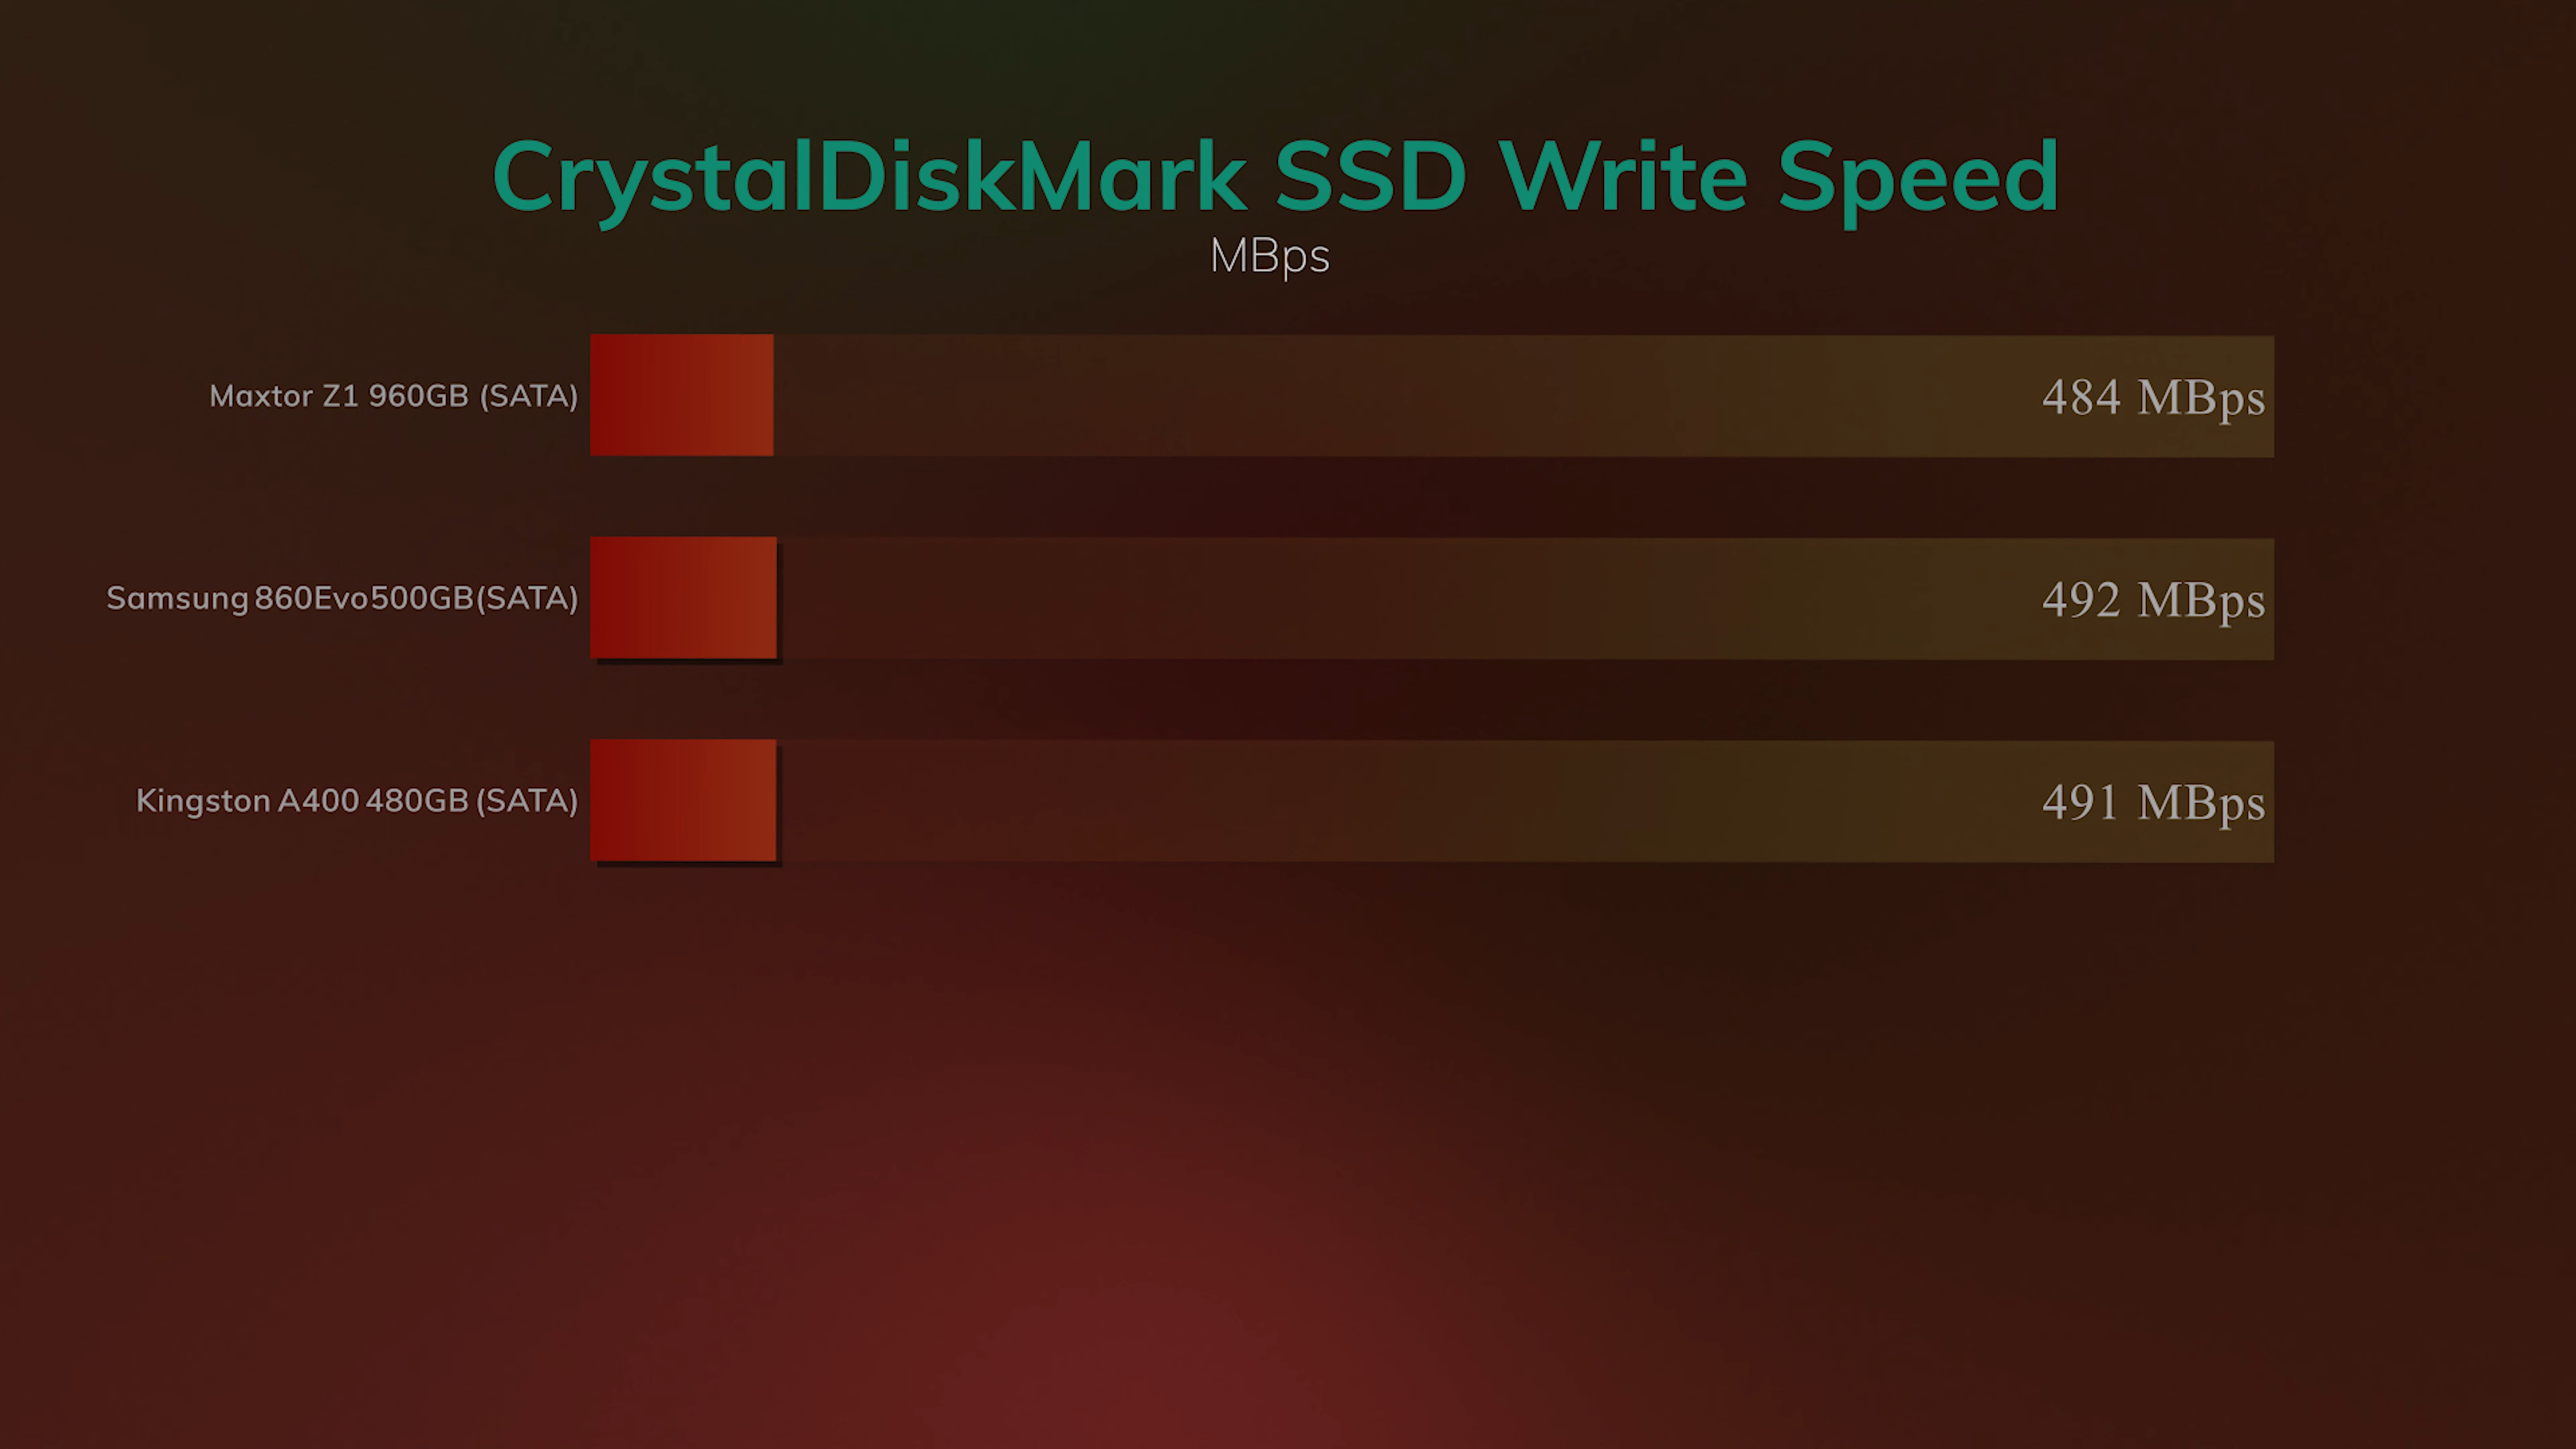 CrystalDiskMark SSD Write Speed
MBps
Maxtor Z1 960GB (SATA) 484 MBps
Samsung 860Evo500GB(SATA) 492 MBps
Kingston A400 480GB (SATA) 491 MBps